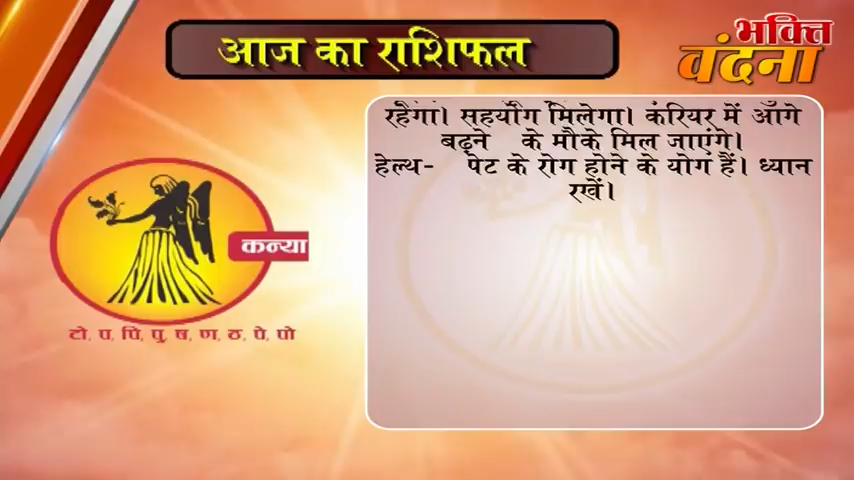 आज का राशिफल
भक्ति
वंदना
रहेगा। सहयोग मिलेगा। करियर में आगे
बढ़ने के मौके मिल जाएंगे।
हेल्थ- पेट के रोग होने के योग हैं। ध्यान
रखें।
कन्या
टो, प, पि, पु, ष, ण, ठ, पे, पो